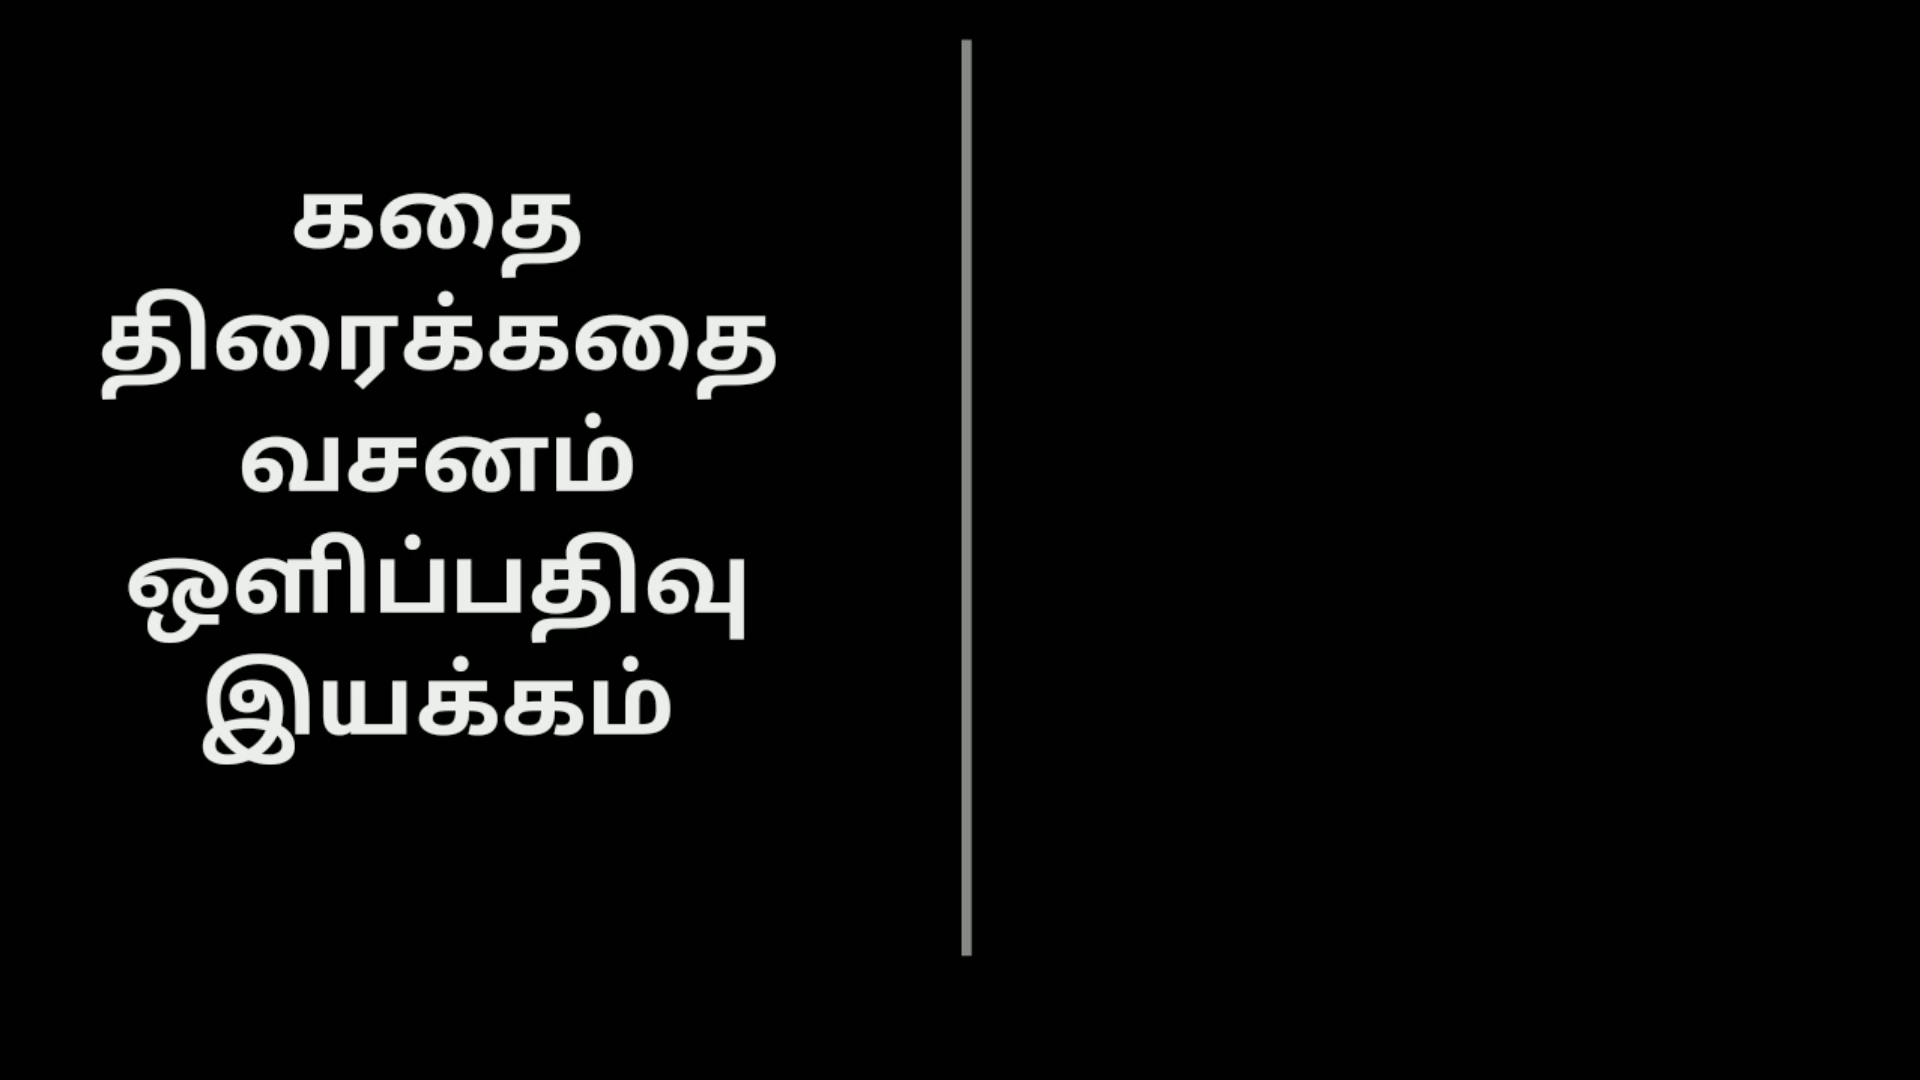 கதை
திரைக்கதை
வசனம்
ஒளிப்பதிவு
இயக்கம்